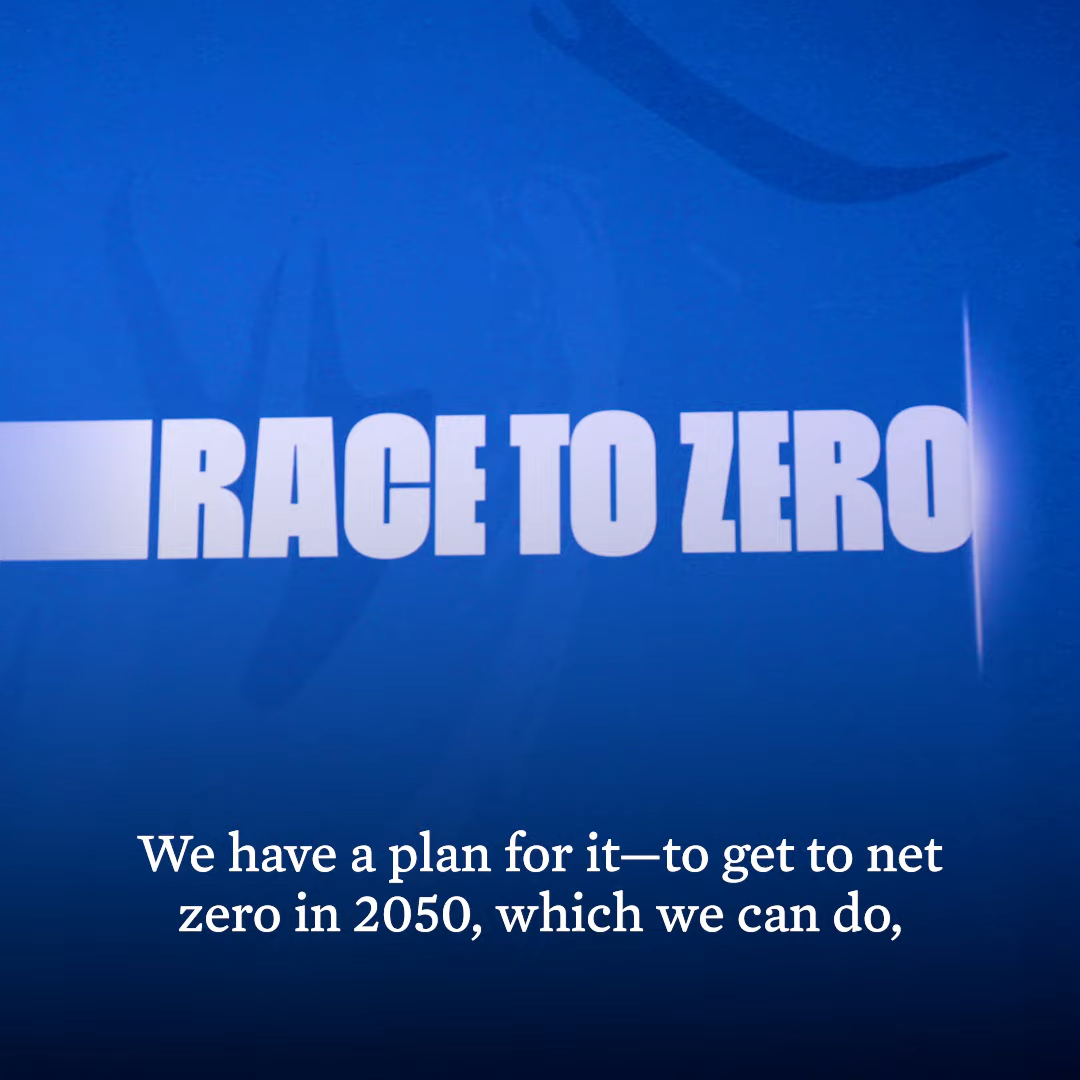 RACE TO ZERO
We have a plan for it—to get to net
zero in 2050, which we can do,